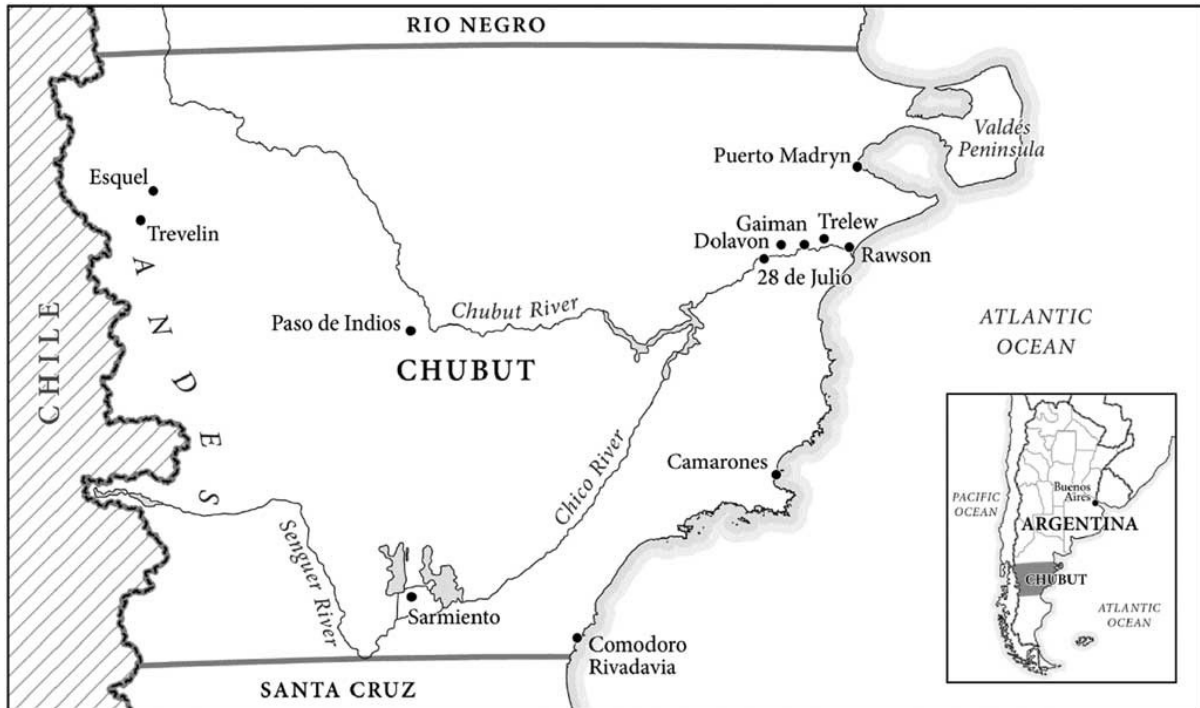 RIO NEGRO
Valdés
Peninsula
Puerto Madryn
Esquel
Trevelin
Gaiman
Trelew
Dolavon
Rawson
28 de Julio
ANDES
CHILE
Chubut River
Paso de Indios
CHUBUT
ATLANTIC
OCEAN
Camarones
Chico River
Senguer River
Sarmiento
Comodoro
Rivadavia
SANTA CRUZ
Buenos
Aires
PACIFIC
OCEAN
ARGENTINA
CHUBUT
ATLANTIC
OCEAN